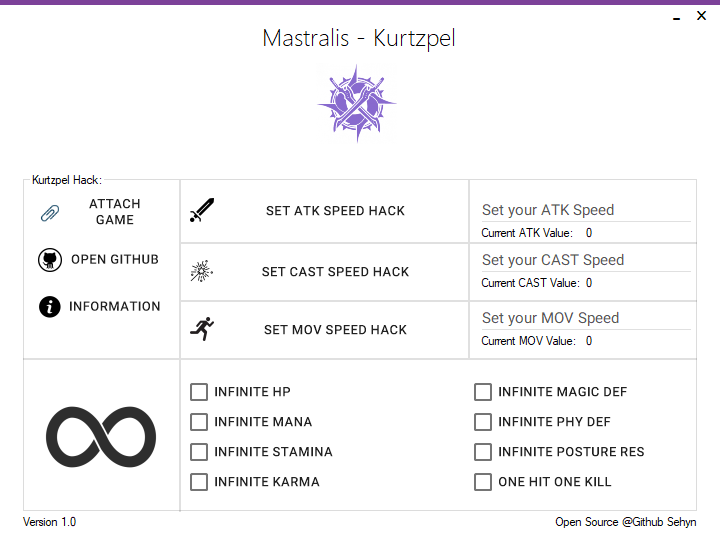 Mastralis - Kurtzpel
Kurtzpel Hack:
ATTACH
GAME
OPEN GITHUB
INFORMATION
SET ATK SPEED HACK
Set your ATK Speed
Current ATK Value: 0
SET CAST SPEED HACK
Set your CAST Speed
Current CAST Value: 0
SET MOV SPEED HACK
Set your MOV Speed
Current MOV Value: 0
INFINITE HP
INFINITE MANA
INFINITE STAMINA
INFINITE KARMA
INFINITE MAGIC DEF
INFINITE PHY DEF
INFINITE POSTURE RES
ONE HIT ONE KILL
Version 1.0
Open Source @Github Sehyn